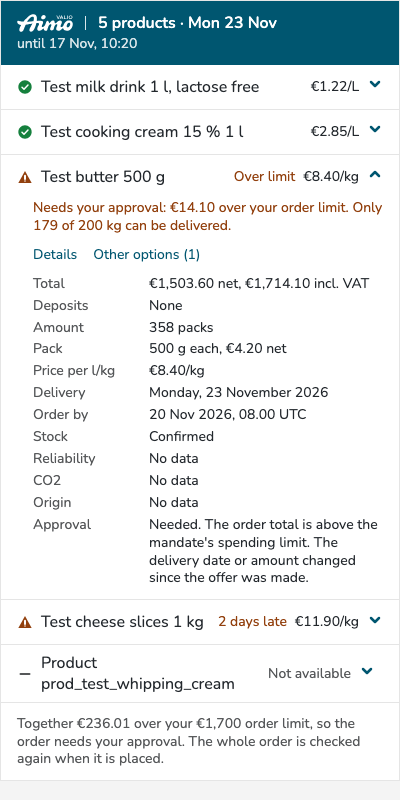 Aimo VALIO | 5 products · Mon 23 Nov
until 17 Nov, 10:20
Test milk drink 1 l, lactose free €1.22/L
Test cooking cream 15 % 1 l €2.85/L
Test butter 500 g Over limit €8.40/kg
Needs your approval: €14.10 over your order limit. Only
179 of 200 kg can be delivered.
Details Other options (1)
Total €1,503.60 net, €1,714.10 incl. VAT
Deposits None
Amount 358 packs
Pack 500 g each, €4.20 net
Price per l/kg €8.40/kg
Delivery Monday, 23 November 2026
Order by 20 Nov 2026, 08.00 UTC
Stock Confirmed
Reliability No data
CO2 No data
Origin No data
Approval Needed. The order total is above the
mandate's spending limit. The
delivery date or amount changed
since the offer was made.
Test cheese slices 1 kg 2 days late €11.90/kg
Product
prod_test_whipping_cream Not available
Together €236.01 over your €1,700 order limit, so the
order needs your approval. The whole order is checked
again when it is placed.